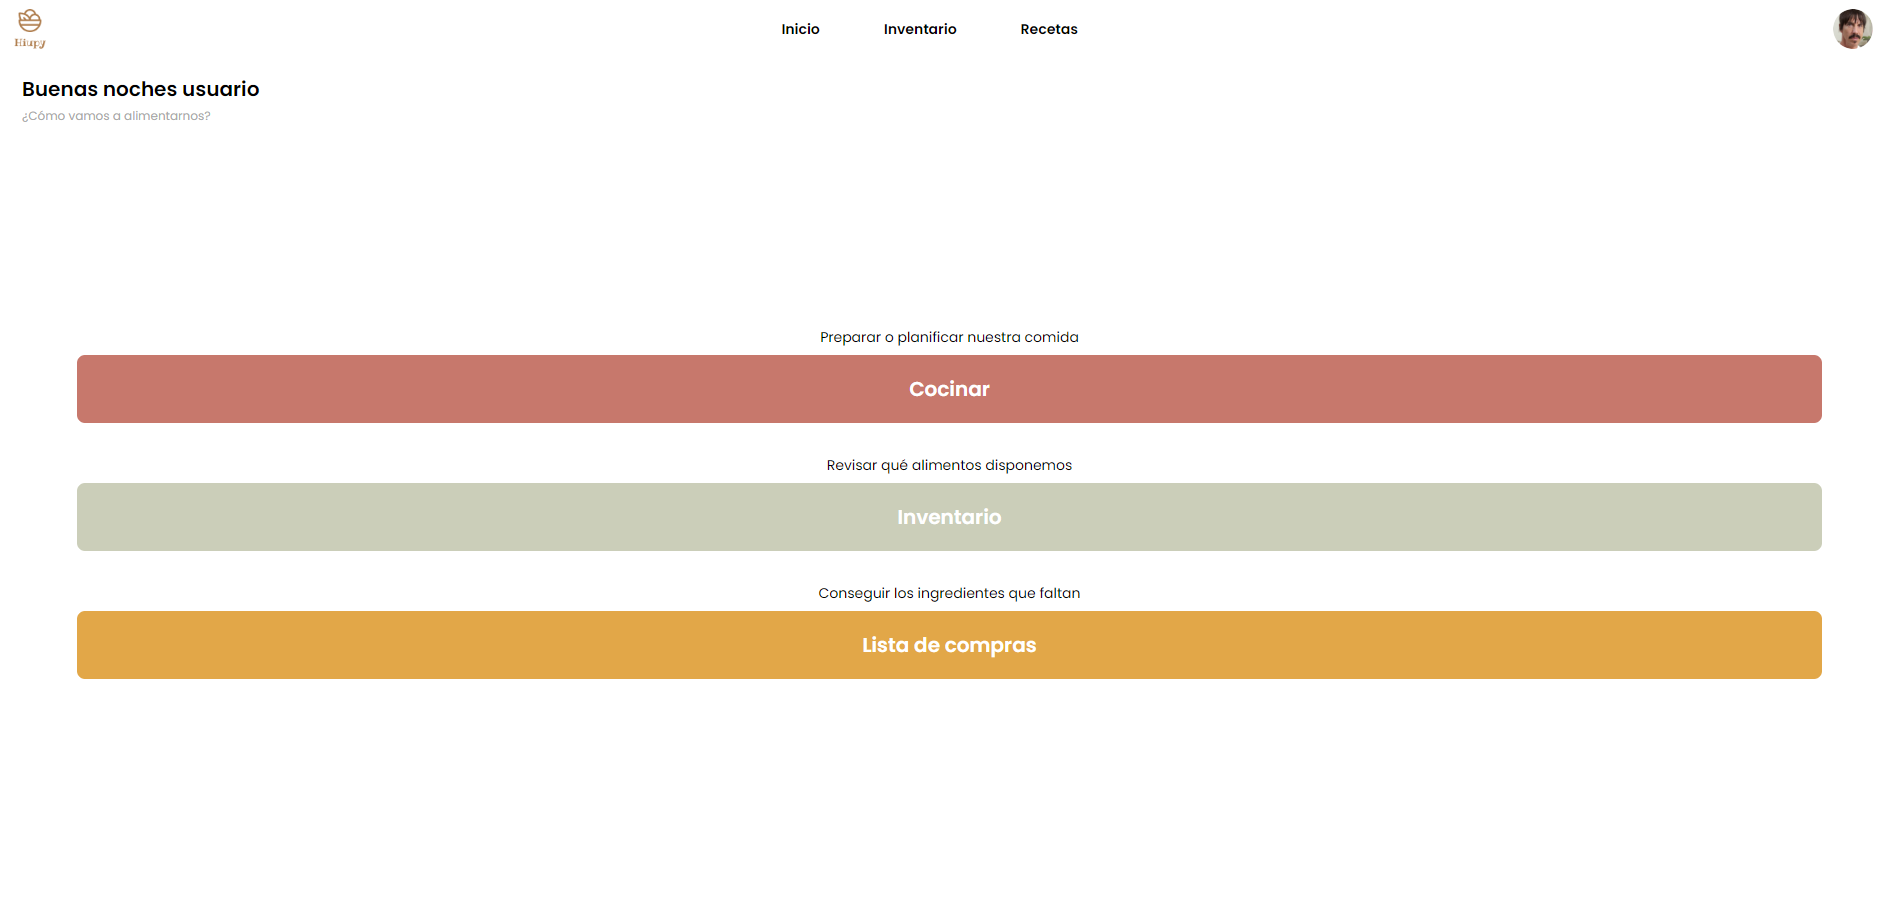 Hiupy
Inicio
Inventario
Recetas
Buenas noches usuario
¿Cómo vamos a alimentarnos?
Preparar o planificar nuestra comida
Cocinar
Revisar qué alimentos disponemos
Inventario
Conseguir los ingredientes que faltan
Lista de compras